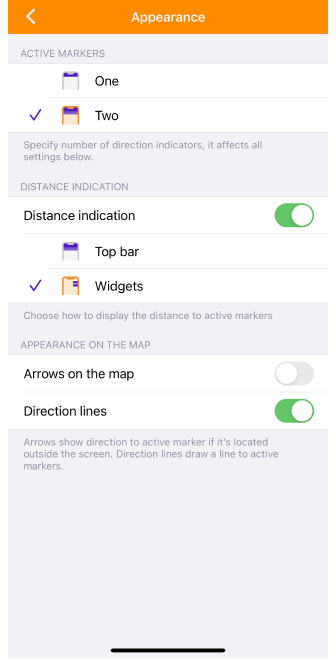 Appearance
ACTIVE MARKERS
One
Two
Specify number of direction indicators, it affects all
settings below.
DISTANCE INDICATION
Distance indication
Top bar
Widgets
Choose how to display the distance to active markers
APPEARANCE ON THE MAP
Arrows on the map
Direction lines
Arrows show direction to active marker if it's located
outside the screen. Direction lines draw a line to active
markers.